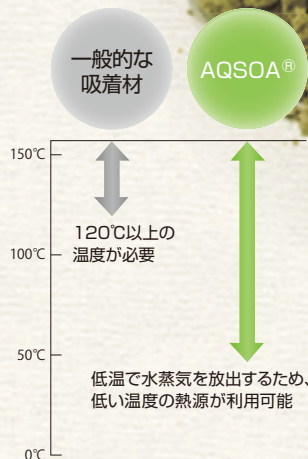 一般的な
吸着材
AQSOA®
150℃
120℃以上の
温度が必要
100℃
50℃
低温で水蒸気を放出するため、
低い温度の熱源が利用可能
0℃